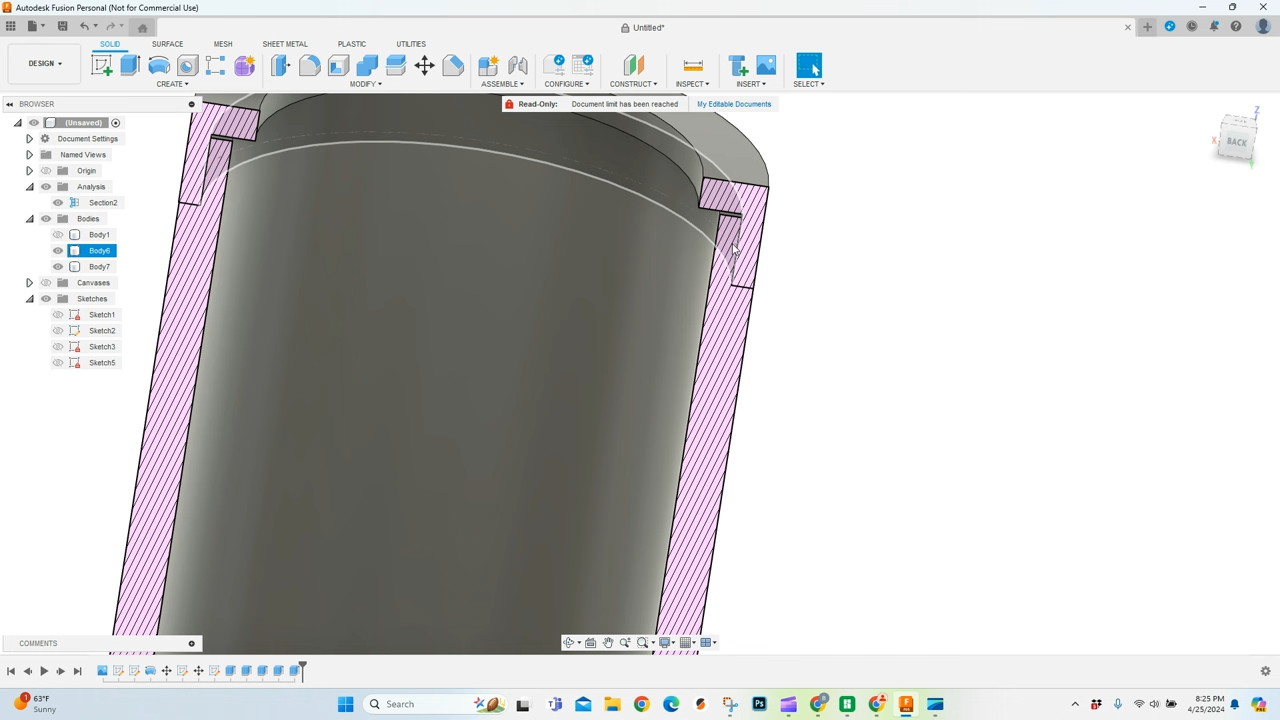 Autodesk Fusion Personal (Not for Commercial Use)
Untitled*
SOLID SURFACE MESH SHEET METAL PLASTIC UTILITIES
DESIGN
CREATE MODIFY ASSEMBLE CONFIGURE CONSTRUCT INSPECT INSERT SELECT
BROWSER
Read-Only: Document limit has been reached My Editable Documents
(Unsaved)
Document Settings
Named Views
Origin
Analysis
Section2
Bodies
Body1
Body6
Body7
Canvases
Sketches
Sketch1
Sketch2
Sketch3
Sketch5
Z
X
BACK
COMMENTS
1
63°F
Sunny
Search
8:25 PM
4/25/2024